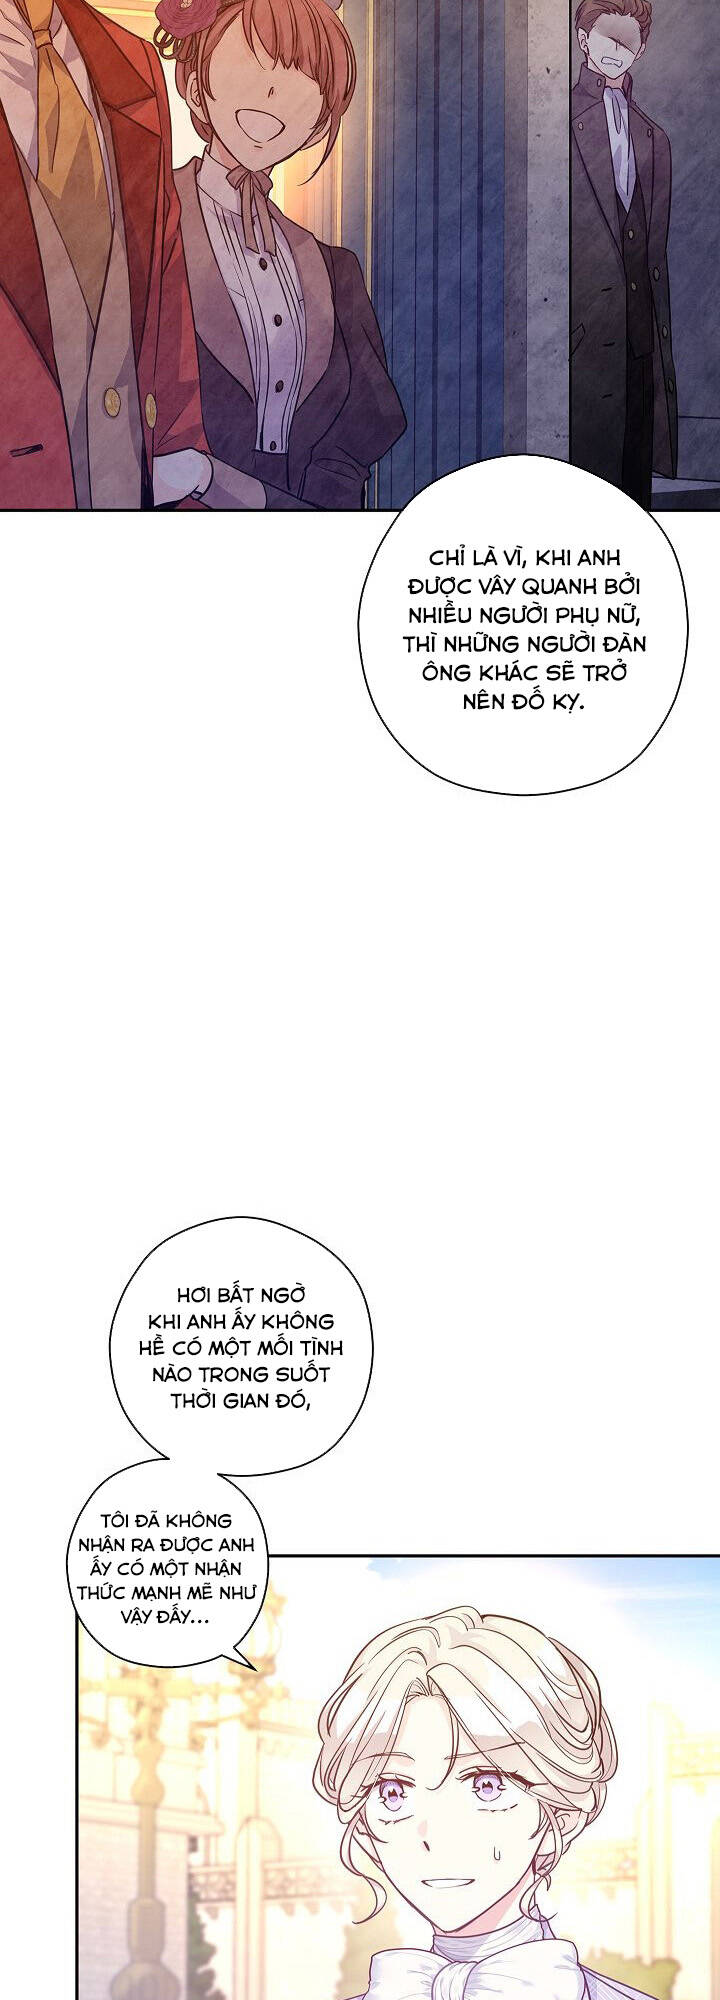 CHỈ LÀ VÌ, KHI ANH
ĐƯỢC VÂY QUANH BỞI
NHIỀU NGƯỜI PHỤ NỮ,
THÌ NHỮNG NGƯỜI ĐÀN
ÔNG KHÁC SẼ TRỞ
NÊN ĐỐ KỴ.
HƠI BẤT NGỜ
KHI ANH ẤY KHÔNG
HỀ CÓ MỘT MỐI TÌNH
NÀO TRONG SUỐT
THỜI GIAN ĐÓ,
TÔI ĐÃ KHÔNG
NHẬN RA ĐƯỢC ANH
ẤY CÓ MỘT NHẬN
THỨC MẠNH MẼ NHƯ
VẬY ĐẤY...